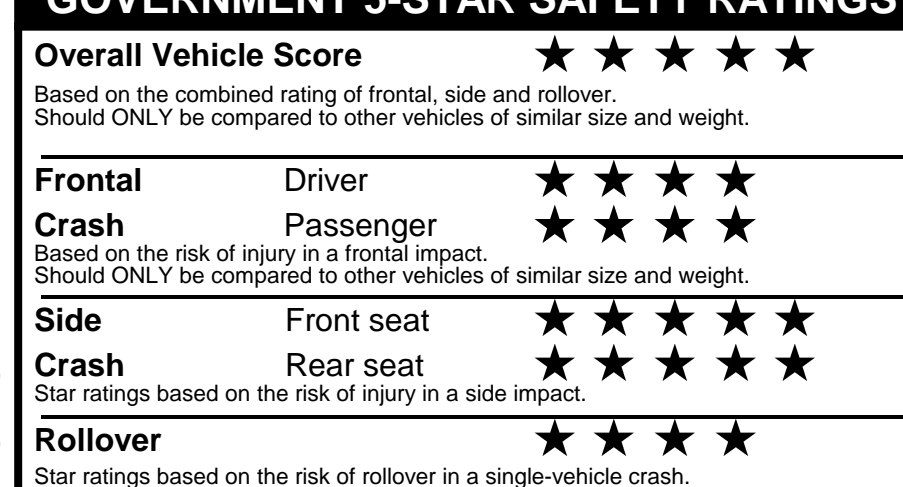 GOVERNMENT 5-STAR SAFETY RATINGS
Overall Vehicle Score ★ ★ ★ ★ ★
Based on the combined rating of frontal, side and rollover.
Should ONLY be compared to other vehicles of similar size and weight.
Frontal Driver ★ ★ ★ ★
Crash Passenger ★ ★ ★ ★
Based on the risk of injury in a frontal impact.
Should ONLY be compared to other vehicles of similar size and weight.
Side Front seat ★ ★ ★ ★ ★
Crash Rear seat ★ ★ ★ ★ ★
Star ratings based on the risk of injury in a side impact.
Rollover ★ ★ ★ ★
Star ratings based on the risk of rollover in a single-vehicle crash.